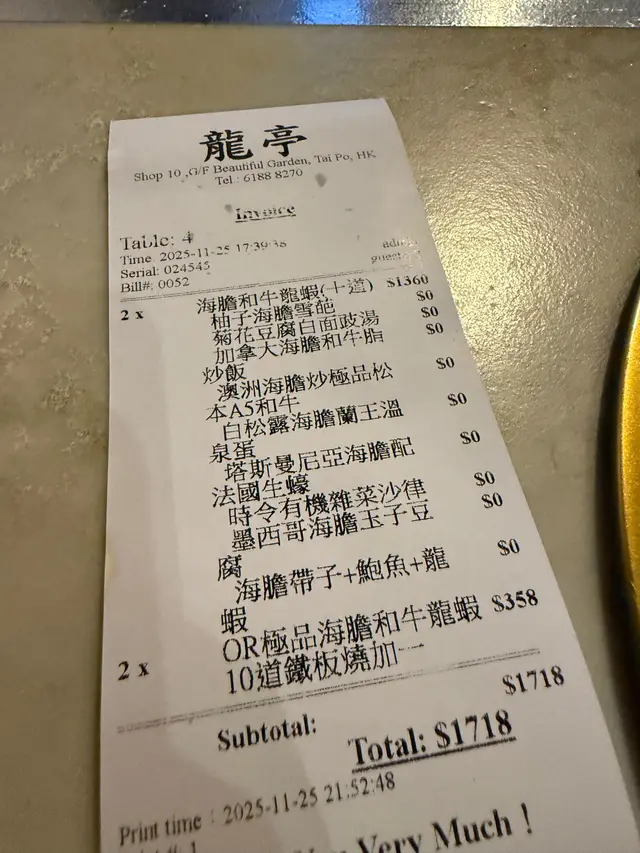 龍亭
Shop 10 ,G/F Beautiful Garden, Tai Po, HK
Tel : 6188 8270
Invoice
Table: 4
Time 2025-11-25 17:39:38
Serial: 024545
Bill#: 0052
2 x 海膽和牛龍蝦(十道) $1360
柚子海膽雪葩 $0
菊花豆腐白面豉湯 $0
加拿大海膽和牛脂 $0
炒飯
澳洲海膽炒極品松 $0
本A5和牛
白松露海膽蘭王溫 $0
泉蛋
塔斯曼尼亞海膽配 $0
法國生蠔
時令有機雜菜沙律 $0
墨西哥海膽玉子豆 $0
腐
海膽帶子+鮑魚+龍 $0
蝦
2 x OR極品海膽和牛龍蝦 $358
10道鐵板燒加一
Subtotal: $1718
Total: $1718
Print time : 2025-11-25 21:52:48
Very Much !